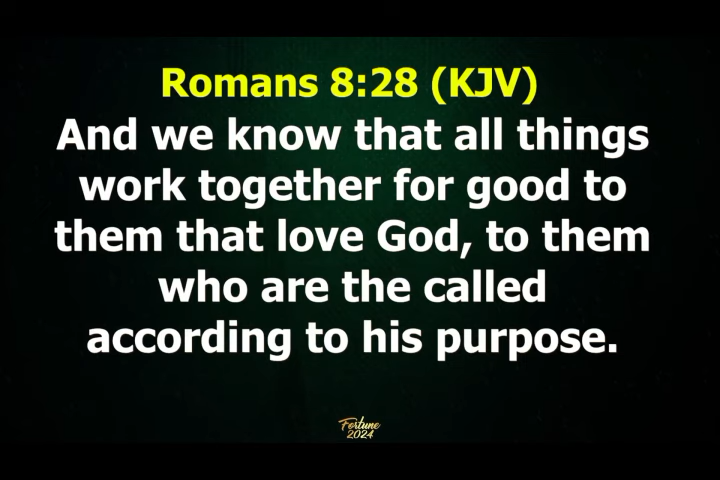 Romans 8:28 (KJV)
And we know that all things
work together for good to
them that love God, to them
who are the called
according to his purpose.
Fortune
2024